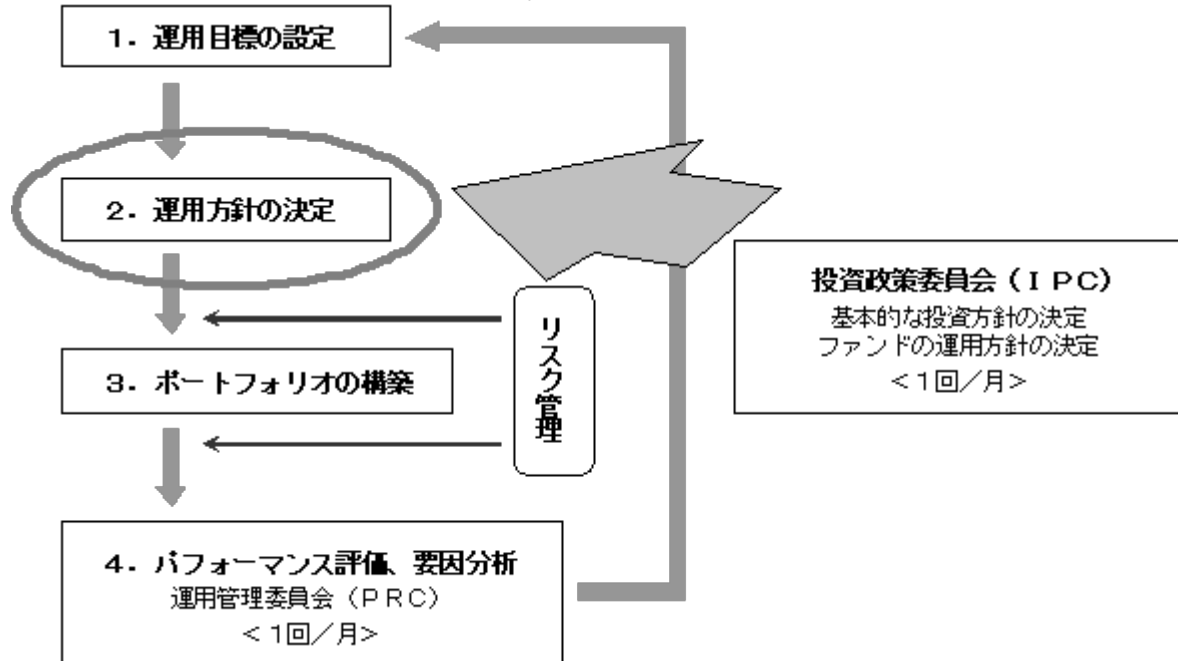 １．運用目標の設定
２．運用方針の決定
投資政策委員会（ＩＰＣ）
基本的な投資方針の決定
ファンドの運用方針の決定
＜１回／月＞
リスク管理
３．ポートフォリオの構築
４．パフォーマンス評価、要因分析
運用管理委員会（ＰＲＣ）
＜１回／月＞